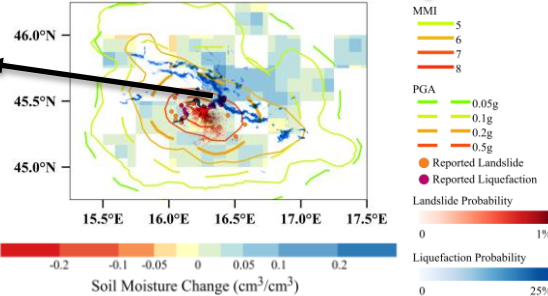 46.0°N
45.5°N
45.0°N
15.5°E 16.0°E 16.5°E 17.0°E 17.5°E
-0.2 -0.1 -0.05 0 0.05 0.1 0.2
Soil Moisture Change (cm³/cm³)
MMI
5
6
7
8
PGA
0.05g
0.1g
0.2g
0.5g
Reported Landslide
Reported Liquefaction
Landslide Probability
0 1%
Liquefaction Probability
0 25%